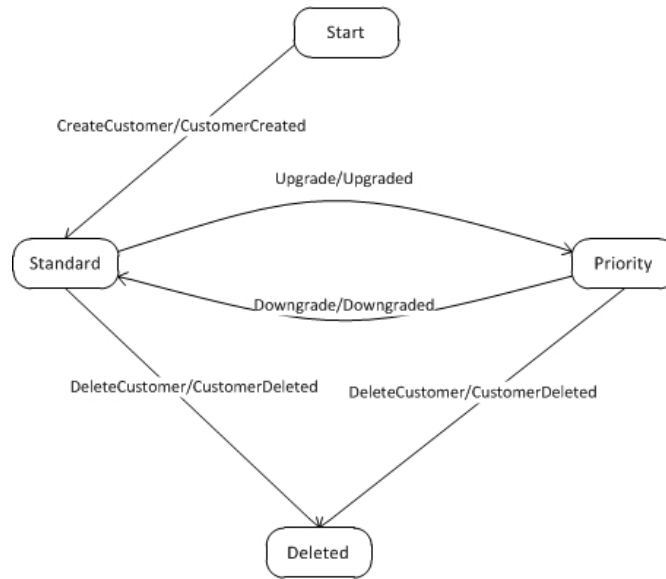 Start
CreateCustomer/CustomerCreated
Upgrade/Upgraded
Standard
Priority
Downgrade/Downgraded
DeleteCustomer/CustomerDeleted
DeleteCustomer/CustomerDeleted
Deleted